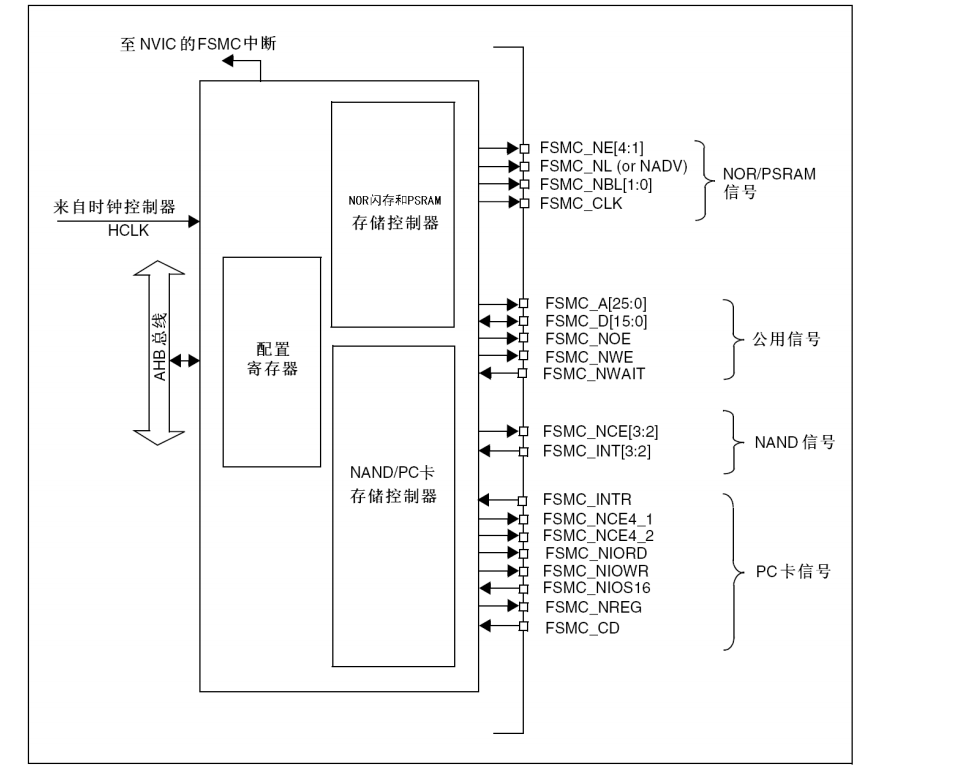 至 NVIC 的FSMC中断
NOR闪存和PSRAM
存储控制器
来自时钟控制器
HCLK
AHB 总线
配置
寄存器
NAND/PC卡
存储控制器
FSMC_NE[4:1]
FSMC_NL (or NADV)
FSMC_NBL[1:0]
FSMC_CLK
NOR/PSRAM
信号
FSMC_A[25:0]
FSMC_D[15:0]
FSMC_NOE
FSMC_NWE
FSMC_NWAIT
公用信号
FSMC_NCE[3:2]
FSMC_INT[3:2]
NAND 信号
FSMC_INTR
FSMC_NCE4_1
FSMC_NCE4_2
FSMC_NIORD
FSMC_NIOWR
FSMC_NIOS16
FSMC_NREG
FSMC_CD
PC卡信号